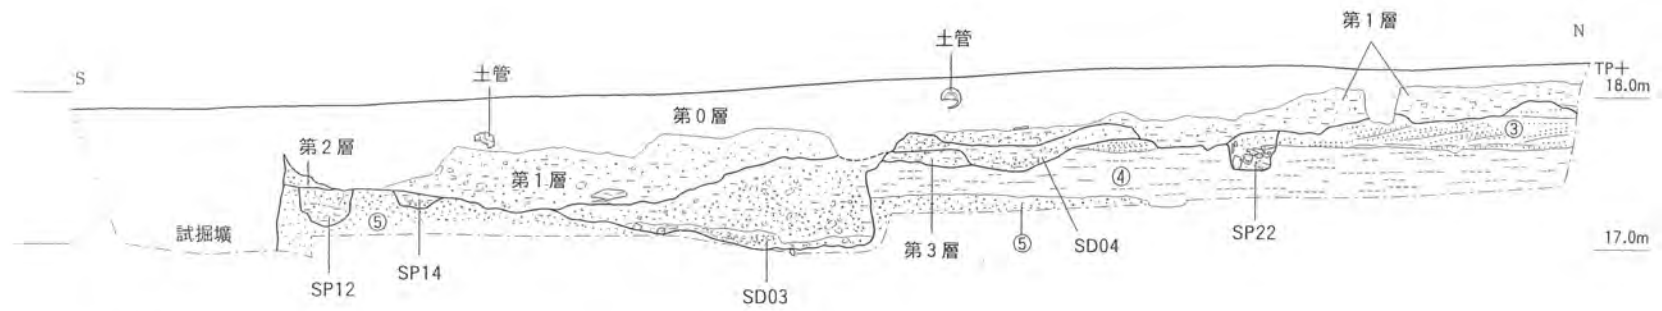 第1層
N
土管
TP+
18.0m
S
土管
第0層
③
第2層
第1層
④
⑤
試掘壙
第3層
⑤
SD04
SP22
17.0m
SP14
SP12
SD03